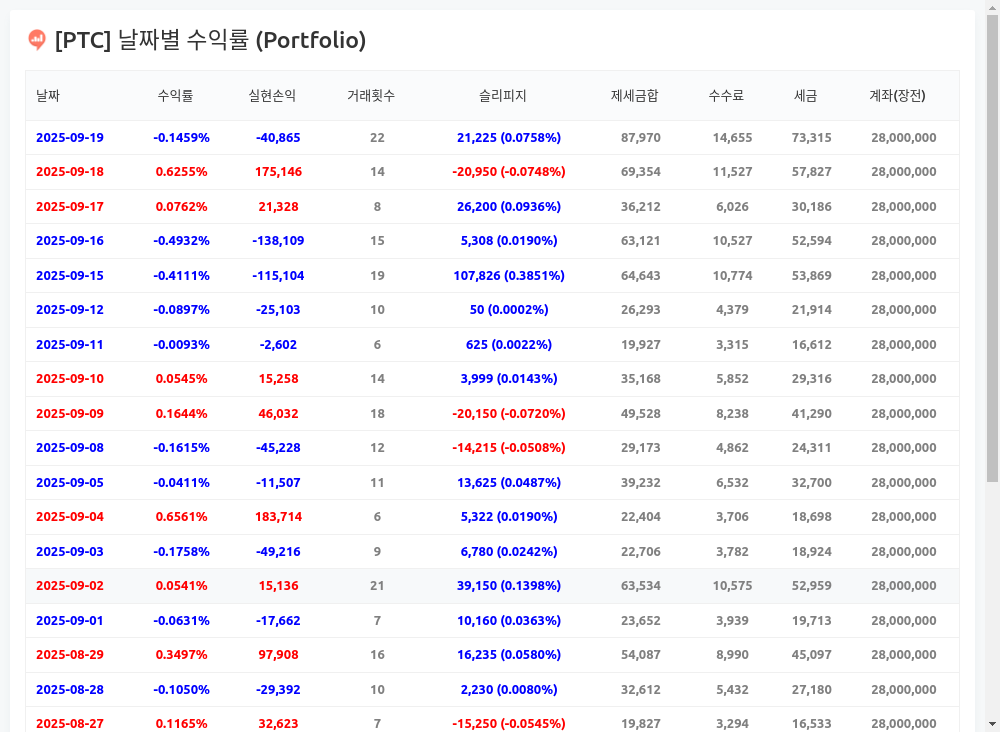 [PTC] 날짜별 수익률 (Portfolio)
날짜 수익률 실현손익 거래횟수 슬리피지 제세금합 수수료 세금 계좌(장전)
2025-09-19 -0.1459% -40,865 22 21,225 (0.0758%) 87,970 14,655 73,315 28,000,000
2025-09-18 0.6255% 175,146 14 -20,950 (-0.0748%) 69,354 11,527 57,827 28,000,000
2025-09-17 0.0762% 21,328 8 26,200 (0.0936%) 36,212 6,026 30,186 28,000,000
2025-09-16 -0.4932% -138,109 15 5,308 (0.0190%) 63,121 10,527 52,594 28,000,000
2025-09-15 -0.4111% -115,104 19 107,826 (0.3851%) 64,643 10,774 53,869 28,000,000
2025-09-12 -0.0897% -25,103 10 50 (0.0002%) 26,293 4,379 21,914 28,000,000
2025-09-11 -0.0093% -2,602 6 625 (0.0022%) 19,927 3,315 16,612 28,000,000
2025-09-10 0.0545% 15,258 14 3,999 (0.0143%) 35,168 5,852 29,316 28,000,000
2025-09-09 0.1644% 46,032 18 -20,150 (-0.0720%) 49,528 8,238 41,290 28,000,000
2025-09-08 -0.1615% -45,228 12 -14,215 (-0.0508%) 29,173 4,862 24,311 28,000,000
2025-09-05 -0.0411% -11,507 11 13,625 (0.0487%) 39,232 6,532 32,700 28,000,000
2025-09-04 0.6561% 183,714 6 5,322 (0.0190%) 22,404 3,706 18,698 28,000,000
2025-09-03 -0.1758% -49,216 9 6,780 (0.0242%) 22,706 3,782 18,924 28,000,000
2025-09-02 0.0541% 15,136 21 39,150 (0.1398%) 63,534 10,575 52,959 28,000,000
2025-09-01 -0.0631% -17,662 7 10,160 (0.0363%) 23,652 3,939 19,713 28,000,000
2025-08-29 0.3497% 97,908 16 16,235 (0.0580%) 54,087 8,990 45,097 28,000,000
2025-08-28 -0.1050% -29,392 10 2,230 (0.0080%) 32,612 5,432 27,180 28,000,000
2025-08-27 0.1165% 32,623 7 -15,250 (-0.0545%) 19,827 3,294 16,533 28,000,000